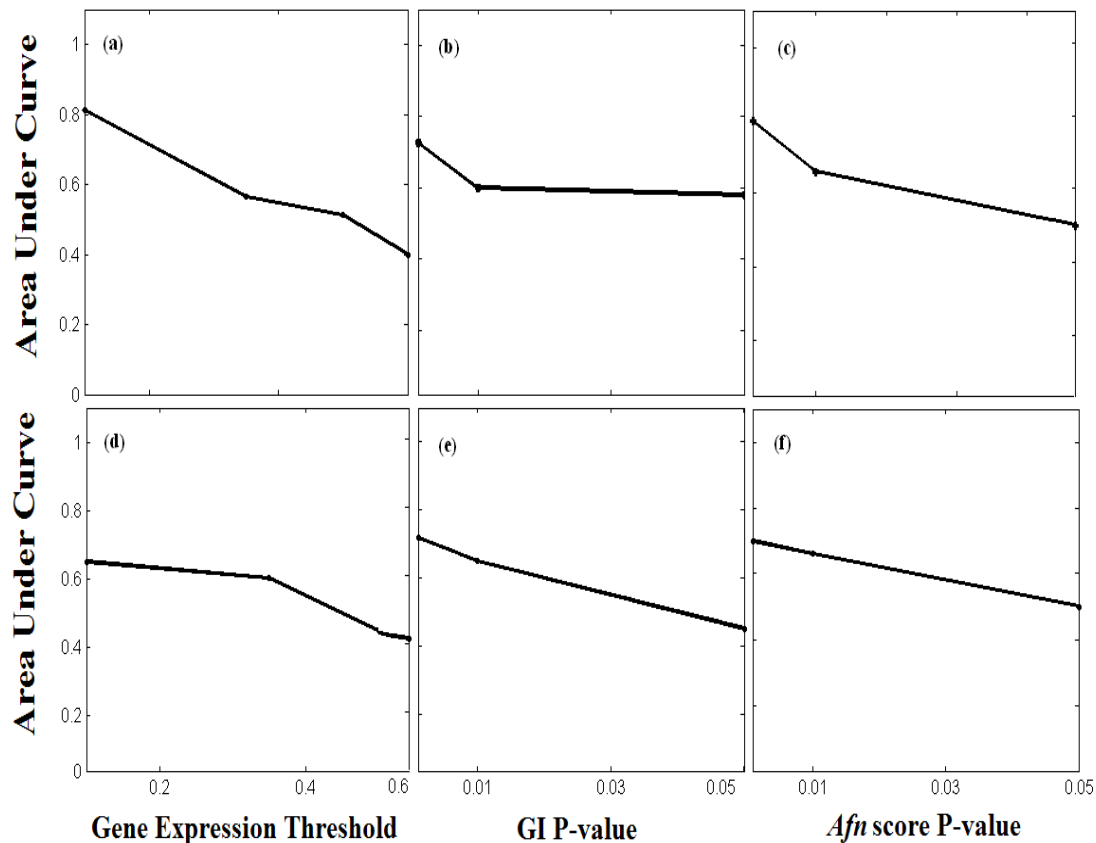 Area Under Curve
1
0.8
0.6
0.4
0.2
0
(a)
(b)
(c)
Area Under Curve
1
0.8
0.6
0.4
0.2
0
(d)
(e)
(f)
0.2
0.4
0.6
0.01
0.03
0.05
0.01
0.03
0.05
Gene Expression Threshold
GI P-value
Afn score P-value